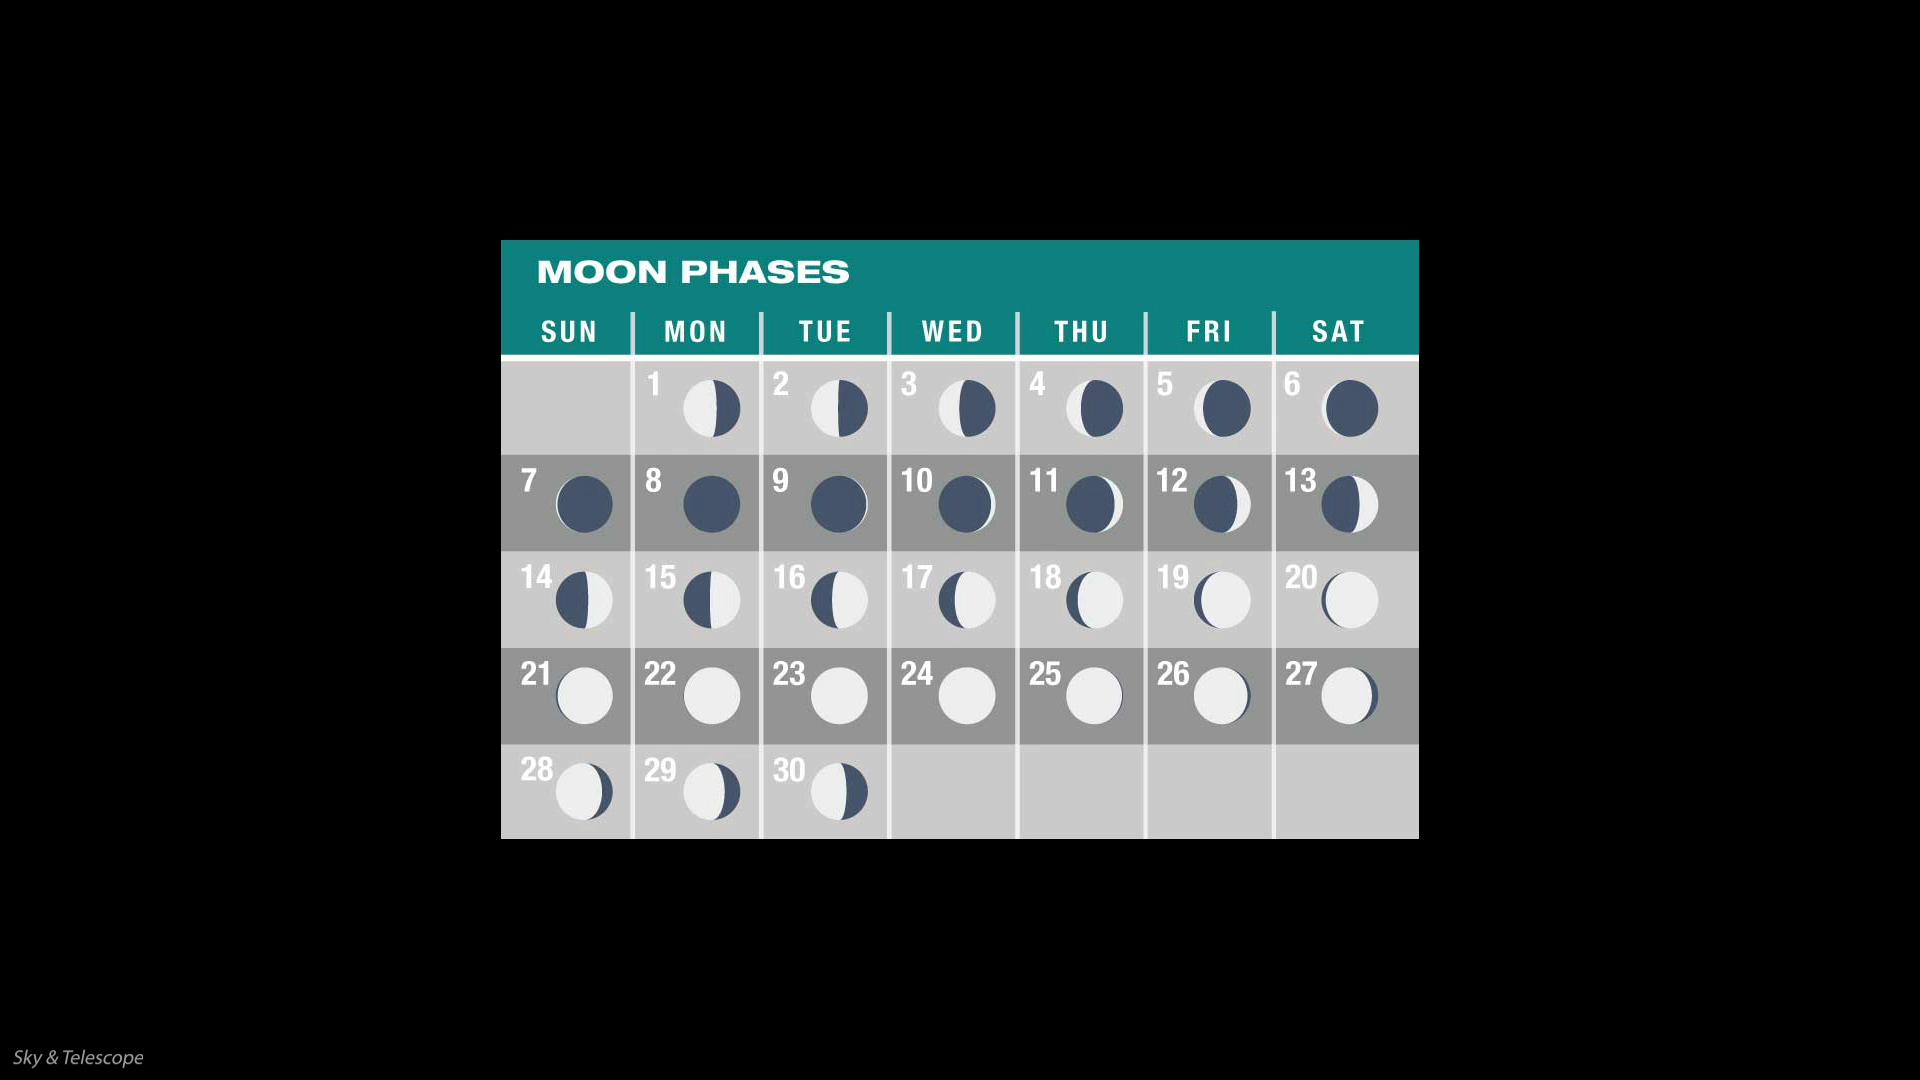 MOON PHASES
SUN MON TUE WED THU FRI SAT
1 2 3 4 5 6
7 8 9 10 11 12 13
14 15 16 17 18 19 20
21 22 23 24 25 26 27
28 29 30
Sky & Telescope